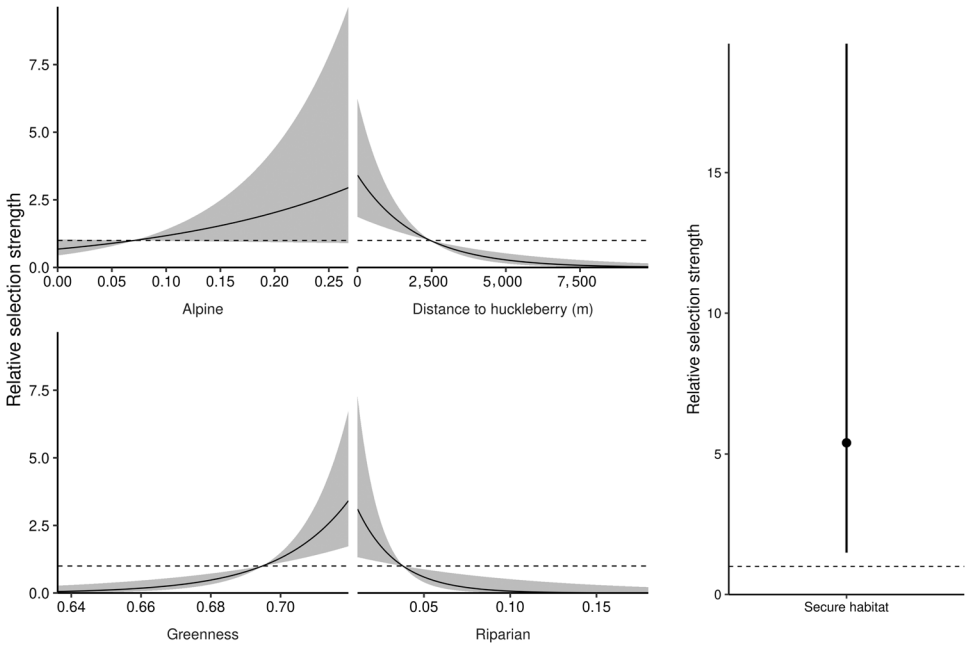 Relative selection strength
7.5
5.0
2.5
0.0
0.00 0.05 0.10 0.15 0.20 0.25
Alpine
0 2,500 5,000 7,500
Distance to huckleberry (m)
7.5
5.0
2.5
0.0
0.64 0.66 0.68 0.70
Greenness
0.05 0.10 0.15
Riparian
Relative selection strength
15
10
5
0
Secure habitat